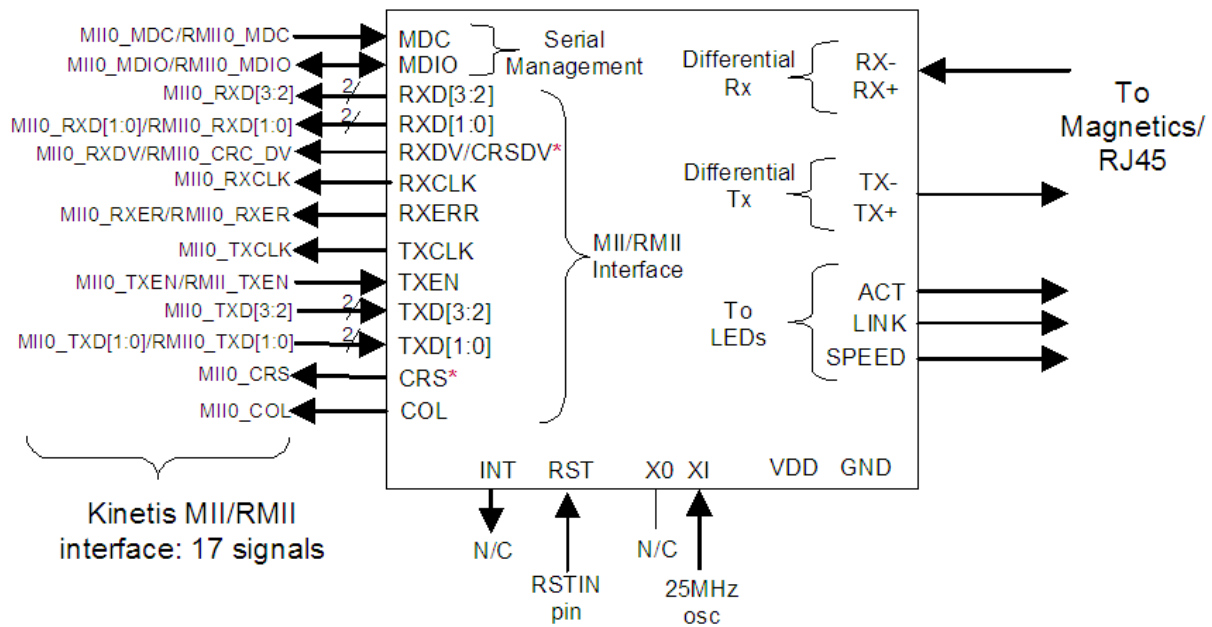 MII0_MDC/RMII0_MDC
MII0_MDIO/RMII0_MDIO
MII0_RXD[3:2]
2
MII0_RXD[1:0]/RMII0_RXD[1:0]
2
MII0_RXDV/RMII0_CRC_DV
MII0_RXCLK
MII0_RXER/RMII0_RXER
MII0_TXCLK
MII0_TXEN/RMII_TXEN
MII0_TXD[3:2]
2
MII0_TXD[1:0]/RMII0_TXD[1:0]
2
MII0_CRS
MII0_COL
Kinetis MII/RMII
interface: 17 signals
MDC
MDIO
RXD[3:2]
RXD[1:0]
RXDV/CRSDV*
RXCLK
RXERR
TXCLK
TXEN
TXD[3:2]
TXD[1:0]
CRS*
COL
Serial
Management
MII/RMII
Interface
Differential
Rx
RX-
RX+
Differential
Tx
TX-
TX+
To
LEDs
ACT
LINK
SPEED
To
Magnetics/
RJ45
INT RST X0 XI VDD GND
N/C
RSTIN
pin
N/C
25MHz
osc